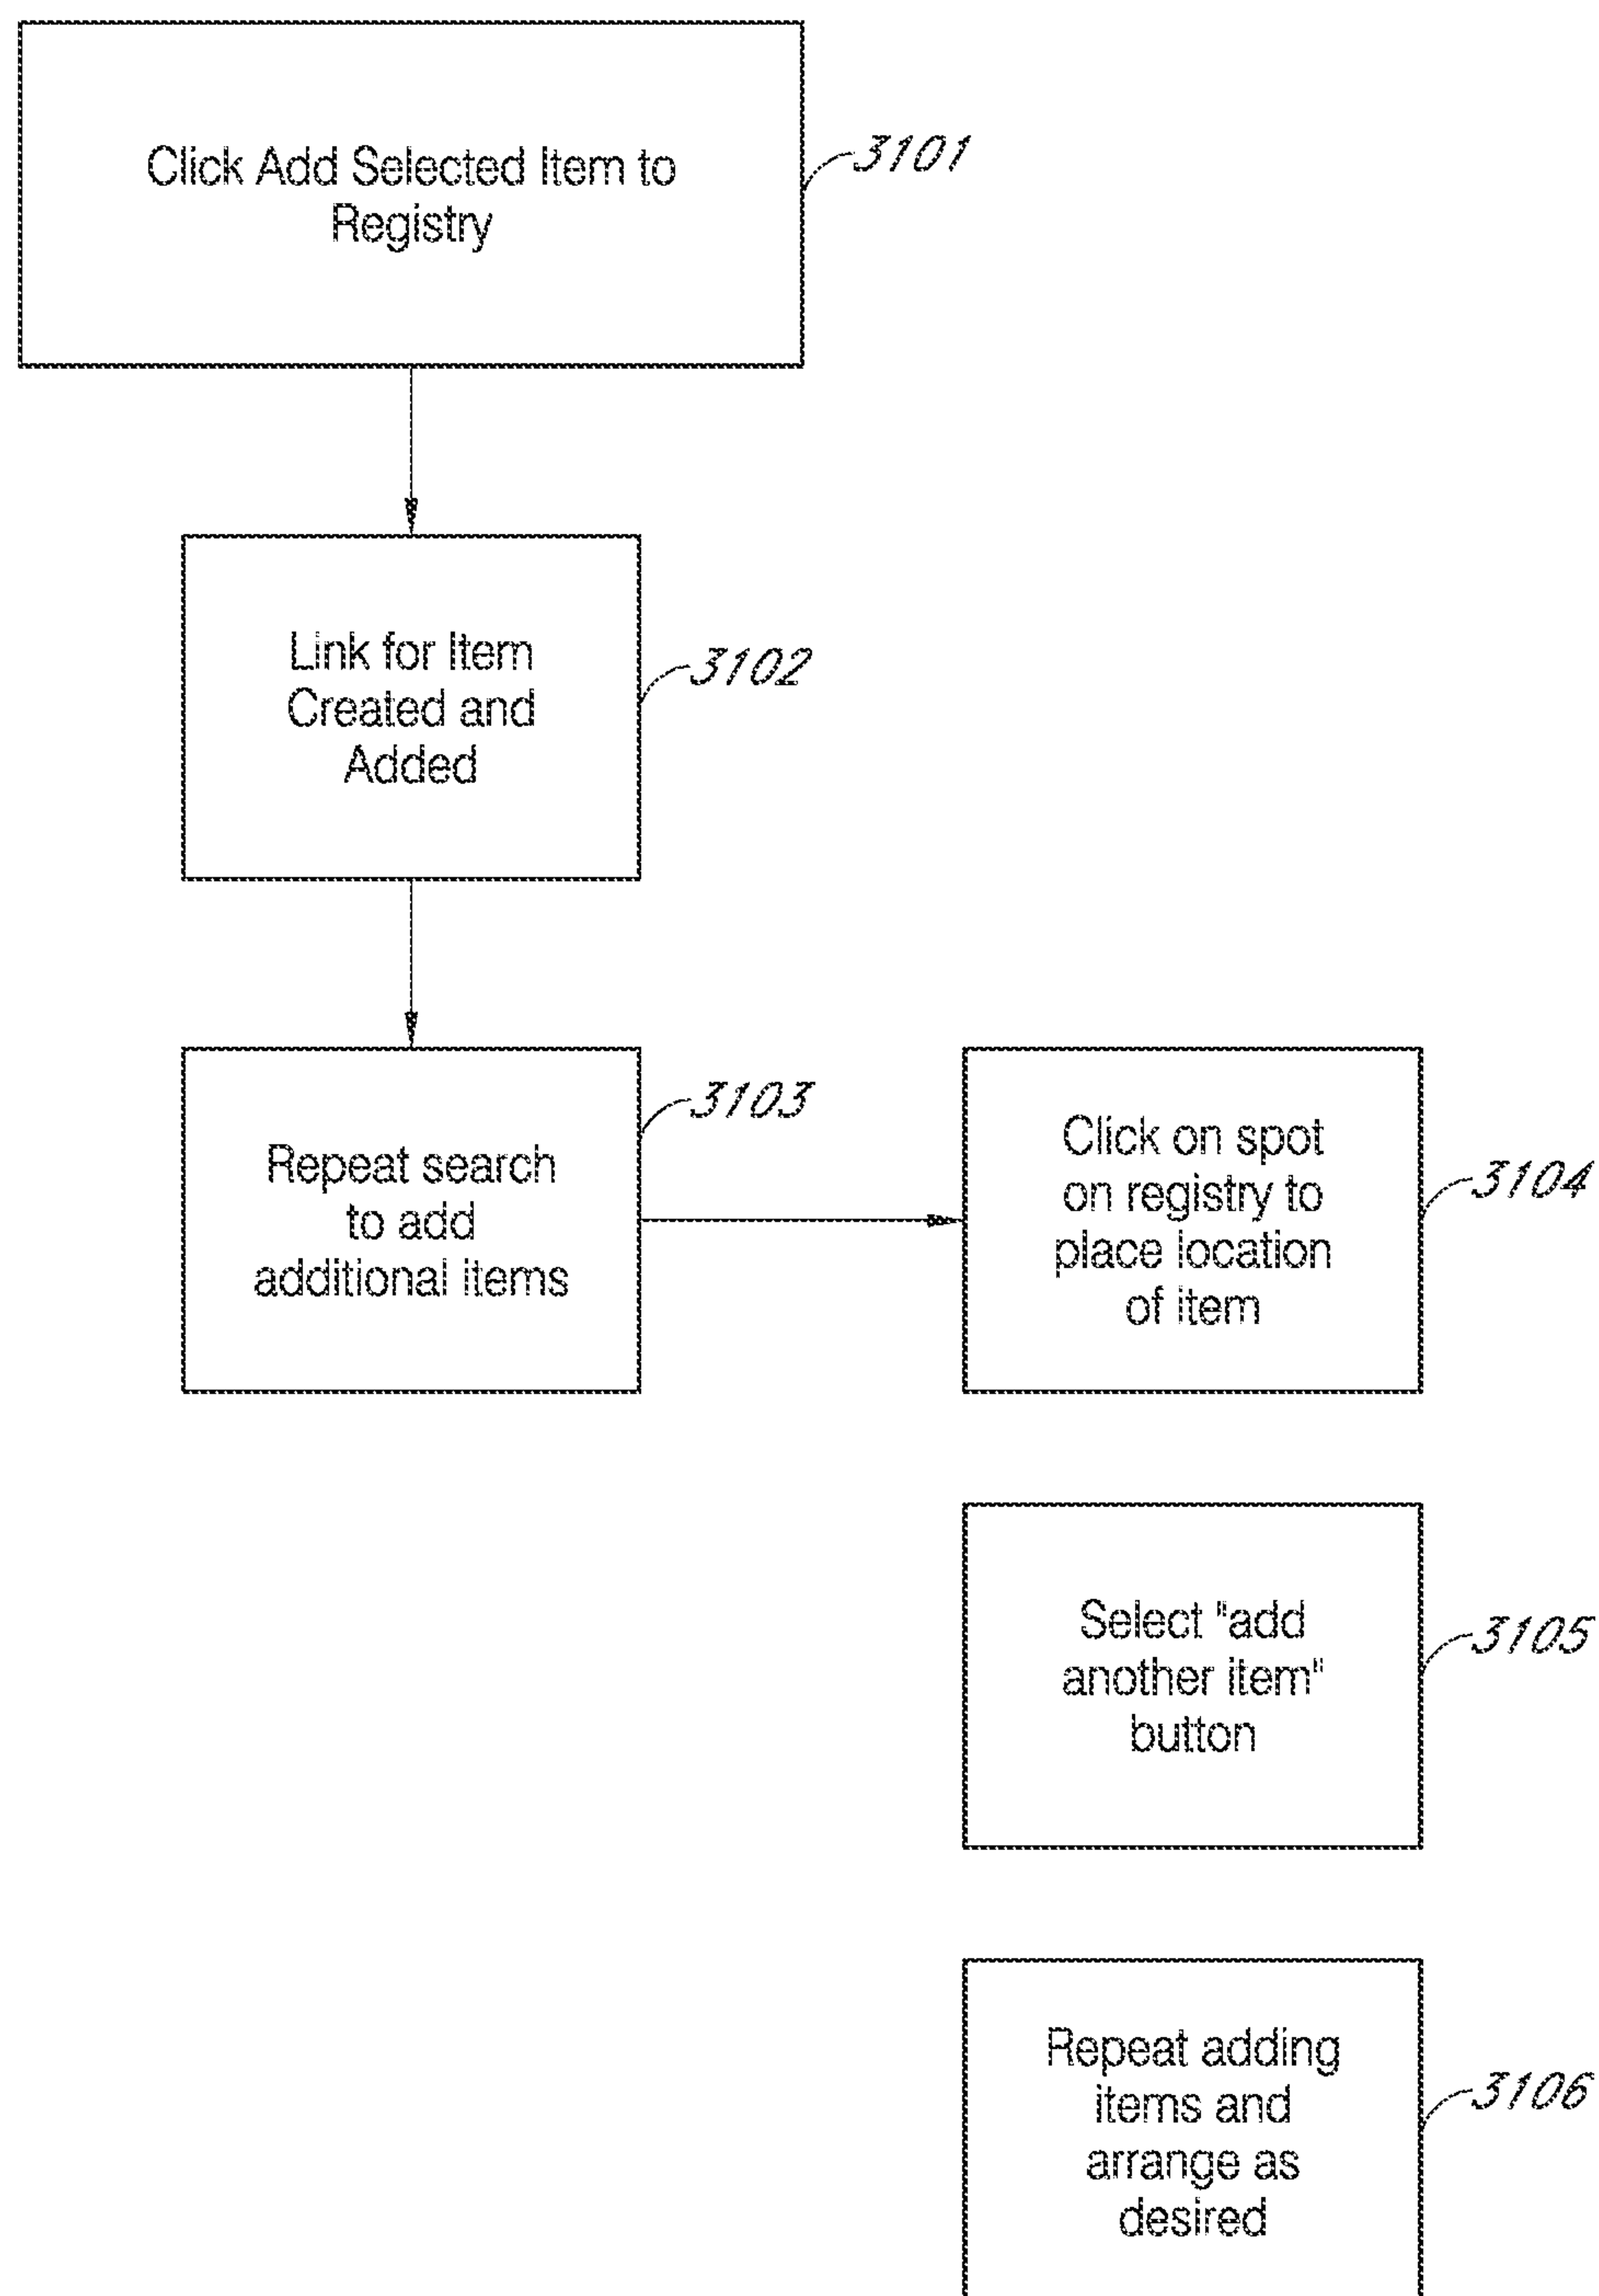 Click Add Selected Item to
Registry
3101
Link for Item
Created and
Added
3102
Repeat search
to add
additional items
3103
Click on spot
on registry to
place location
of item
3104
Select "add
another item"
button
3105
Repeat adding
items and
arrange as
desired
3106